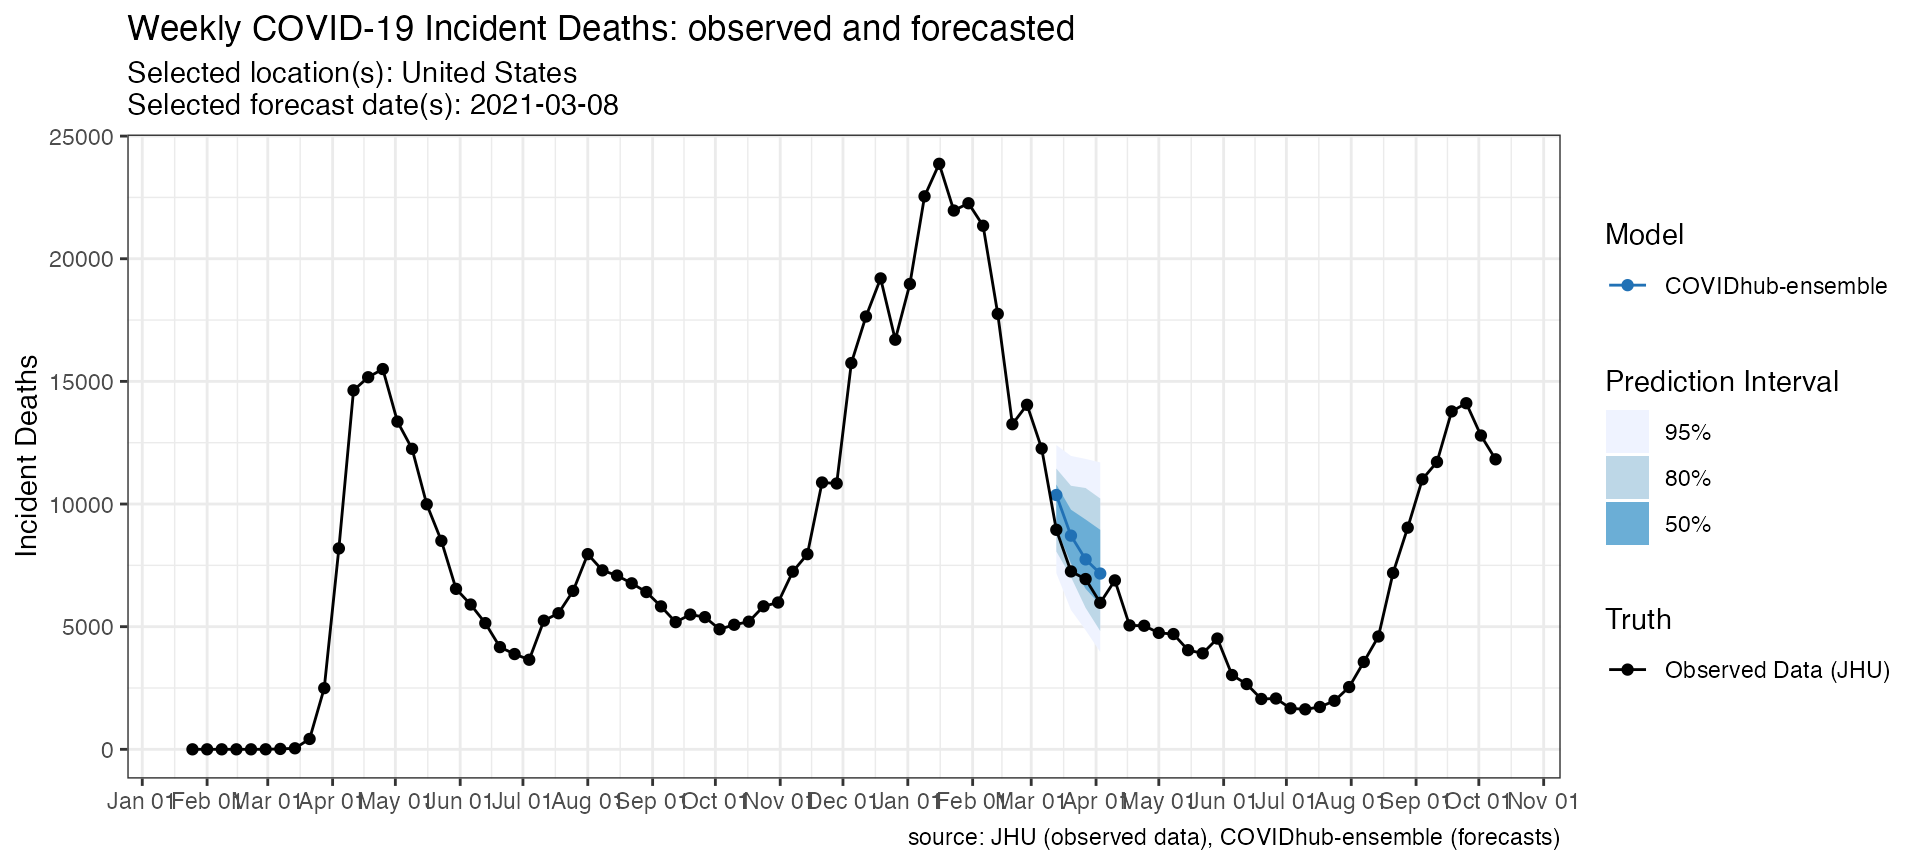 Weekly COVID-19 Incident Deaths: observed and forecasted
Selected location(s): United States
Selected forecast date(s): 2021-03-08
Incident Deaths
25000
20000
15000
10000
5000
0
Jan 01 Feb 01 Mar 01 Apr 01 May 01 Jun 01 Jul 01 Aug 01 Sep 01 Oct 01 Nov 01 Dec 01 Jan 01 Feb 01 Mar 01 Apr 01 May 01 Jun 01 Jul 01 Aug 01 Sep 01 Oct 01 Nov 01
source: JHU (observed data), COVIDhub-ensemble (forecasts)
Model
COVIDhub-ensemble
Prediction Interval
95%
80%
50%
Truth
Observed Data (JHU)